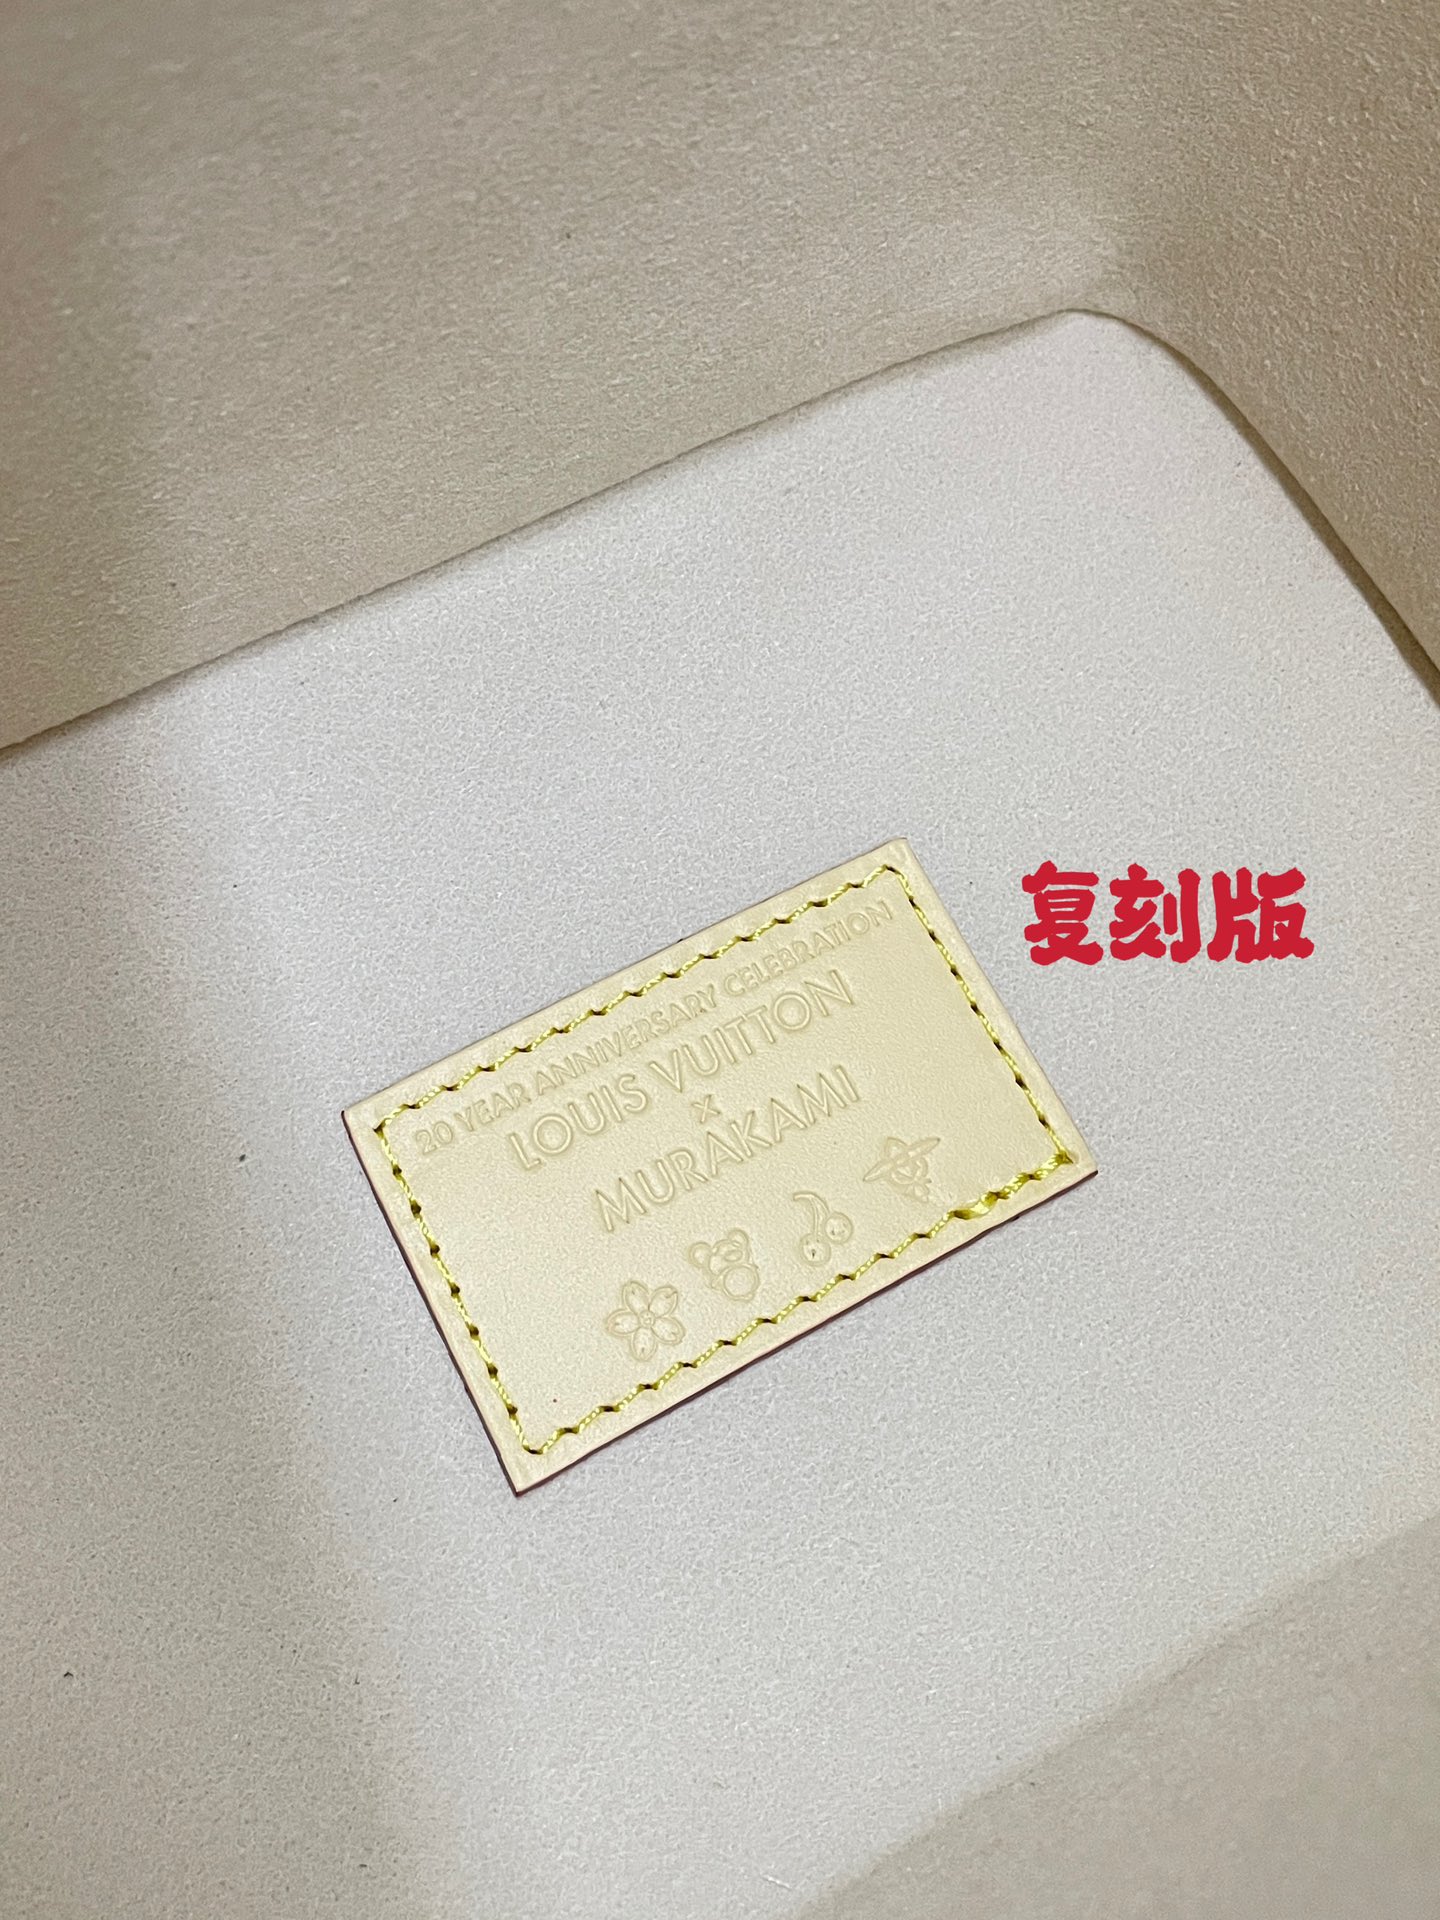 复刻版
20 YEAR ANNIVERSARY CELEBRATION
LOUIS VUITTON
x
MURAKAMI